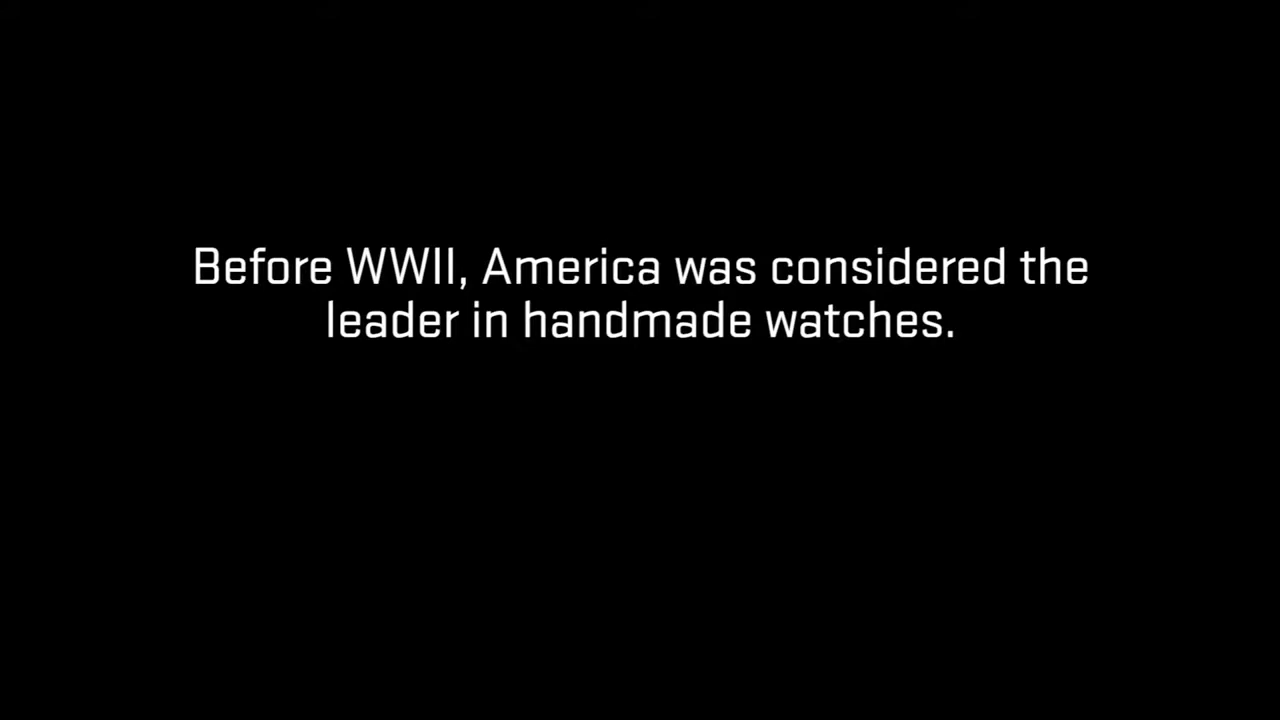 Before WWII, America was considered the
leader in handmade watches.